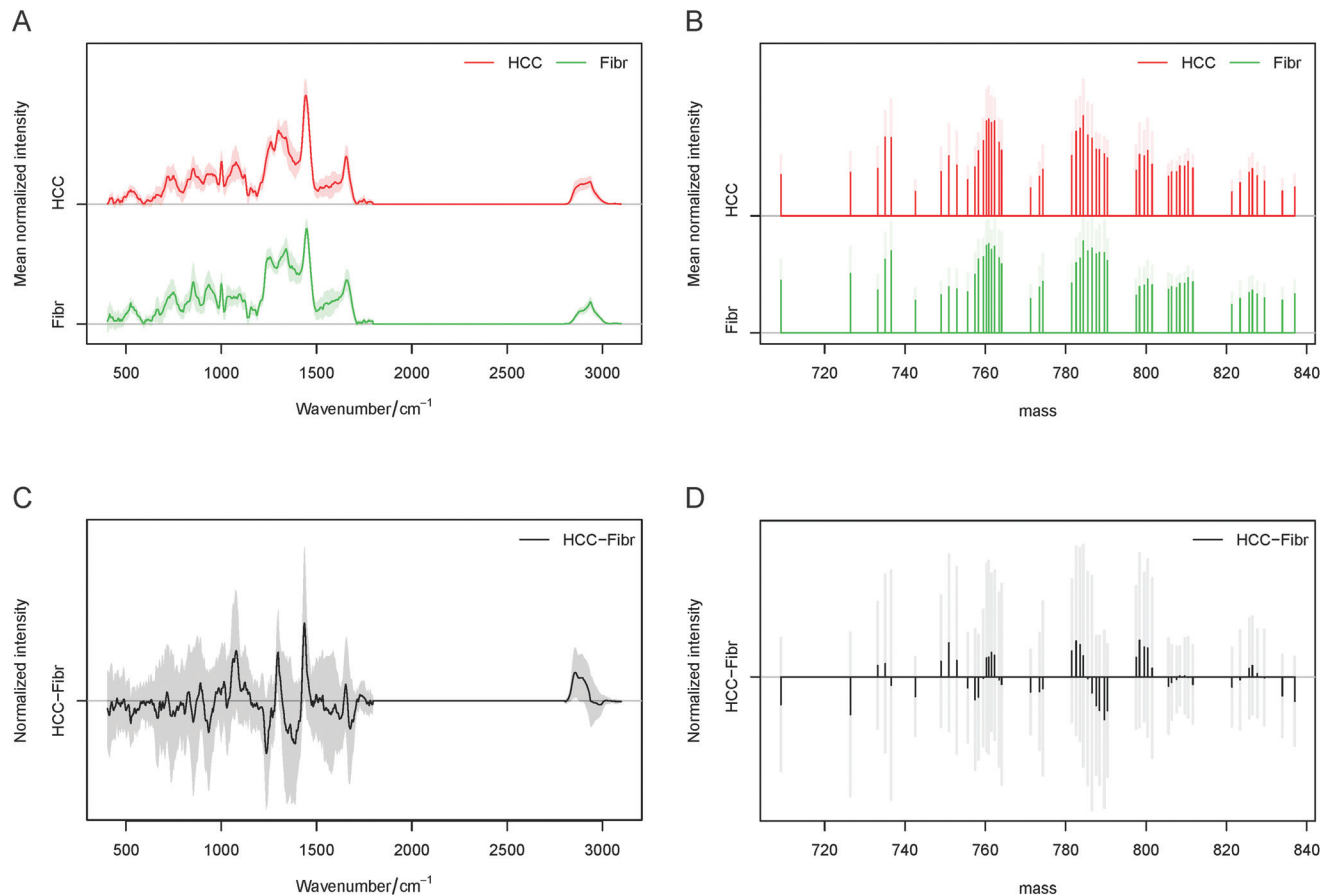 A
HCC Fibr
Mean normalized intensity
HCC
Fibr
500 1000 1500 2000 2500 3000
Wavenumber/cm⁻¹
B
HCC Fibr
Mean normalized intensity
HCC
Fibr
720 740 760 780 800 820 840
mass
C
HCC−Fibr
Normalized intensity
HCC−Fibr
500 1000 1500 2000 2500 3000
Wavenumber/cm⁻¹
D
HCC−Fibr
Normalized intensity
HCC−Fibr
720 740 760 780 800 820 840
mass